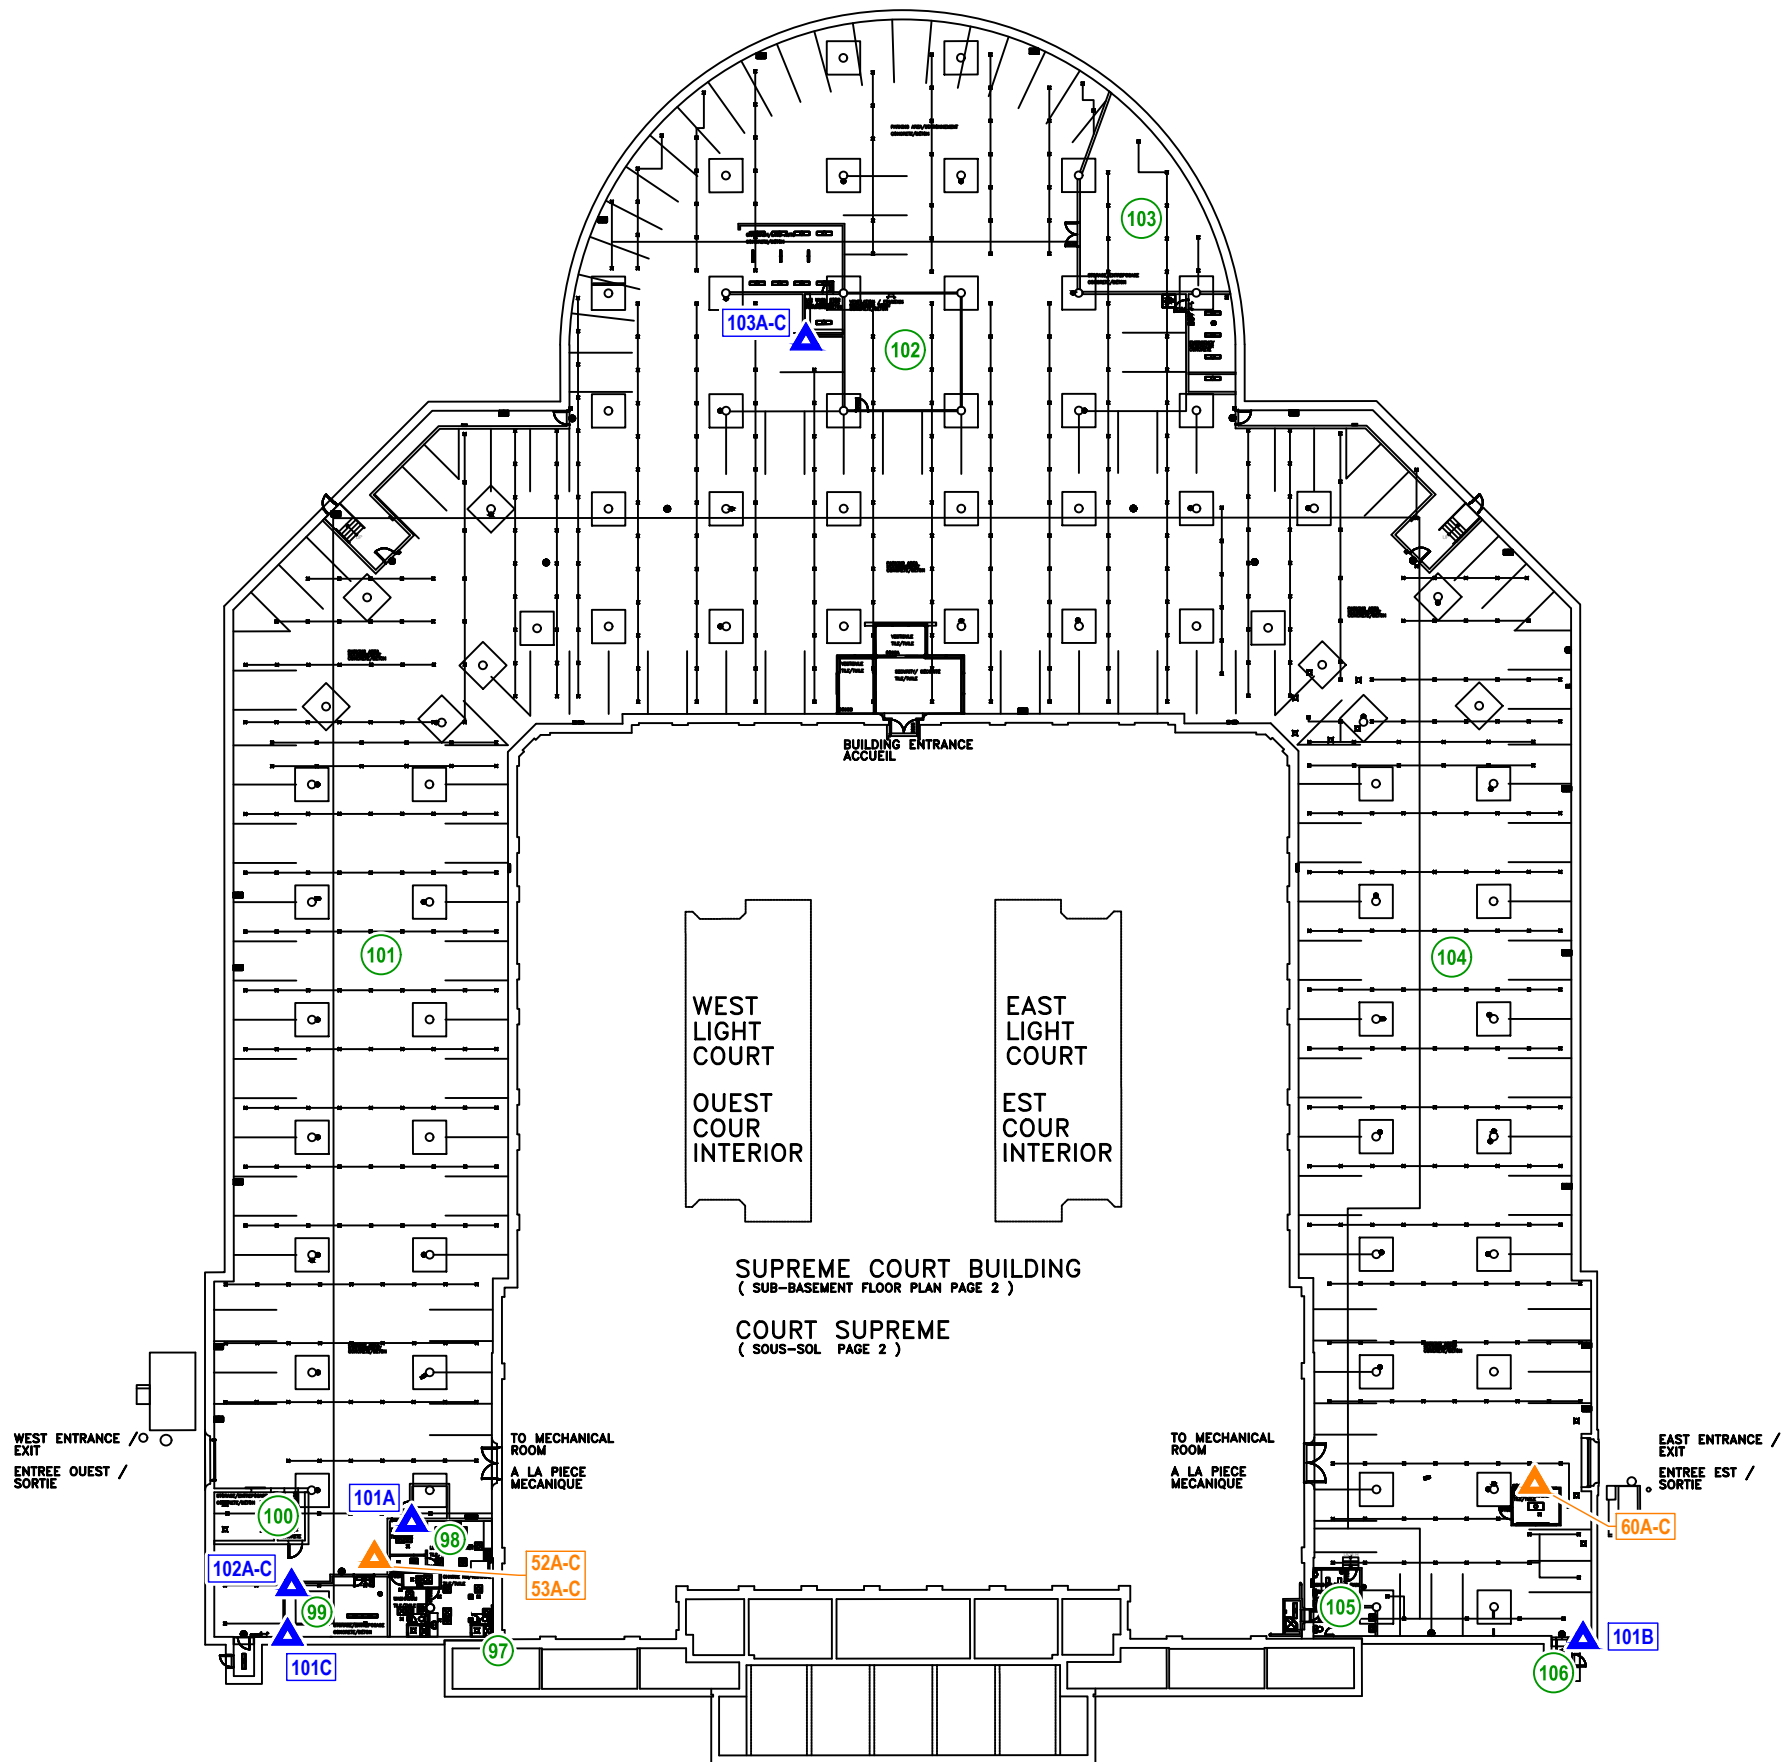 103
103A-C
102
BUILDING ENTRANCE
ACCUEIL
101
104
WEST
LIGHT
COURT
OUEST
COUR
INTERIOR
EAST
LIGHT
COURT
EST
COUR
INTERIOR
SUPREME COURT BUILDING
( SUB-BASEMENT FLOOR PLAN PAGE 2 )
COURT SUPREME
( SOUS-SOL PAGE 2 )
WEST ENTRANCE /
EXIT
ENTREE OUEST /
SORTIE
TO MECHANICAL
ROOM
A LA PIECE
MECANIQUE
TO MECHANICAL
ROOM
A LA PIECE
MECANIQUE
EAST ENTRANCE /
EXIT
ENTREE EST /
SORTIE
101A
100
98
60A-C
102A-C
52A-C
53A-C
99
105
97
101C
101B
106